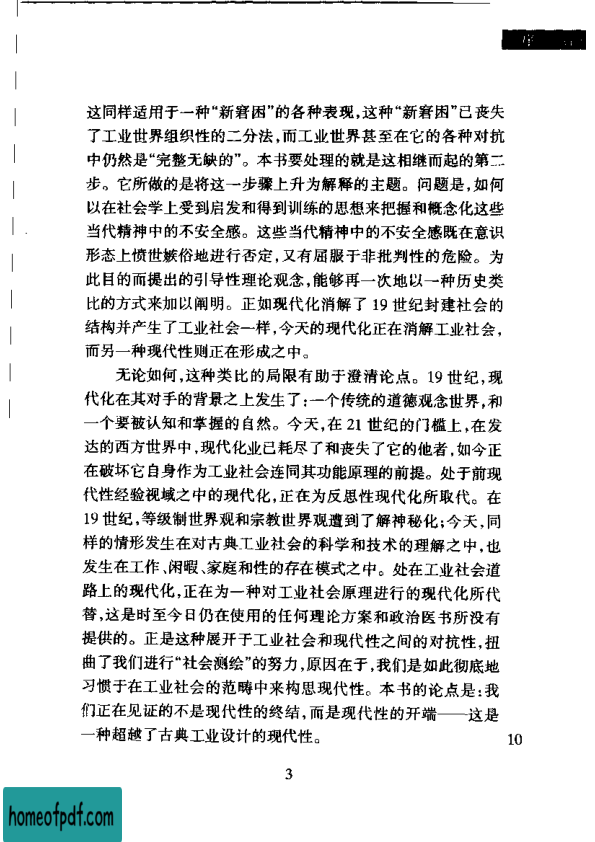 序
这同样适用于一种“新窘困”的各种表现，这种“新窘困”已丧失
了工业世界组织性的二分法，而工业世界甚至在它的各种对抗
中仍然是“完整无缺的”。本书要处理的就是这相继而起的第二
步。它所做的是将这一步骤上升为解释的主题。问题是，如何
以在社会学上受到启发和得到训练的思想来把握和概念化这些
当代精神中的不安全感。这些当代精神中的不安全感既在意识
形态上愤世嫉俗地进行否定，又有屈服于非批判性的危险。为
此目的而提出的引导性理论观念，能够再一次地以一种历史类
比的方式来加以阐明。正如现代化消解了 19 世纪封建社会的
结构并产生了工业社会一样，今天的现代化正在消解工业社会，
而另一种现代性则正在形成之中。
无论如何，这种类比的局限有助于澄清论点。19 世纪，现
代化在其对手的背景之上发生了：一个传统的道德观念世界，和
一个要被认知和掌握的自然。今天，在 21 世纪的门槛上，在发
达的西方世界中，现代化业已耗尽了和丧失了它的他者，如今正
在破坏它自身作为工业社会连同其功能原理的前提。处于前现
代性经验视域之中的现代化，正在为反思性现代化所取代。在
19 世纪，等级制世界观和宗教世界观遭到了解神秘化；今天，同
样的情形发生在对古典工业社会的科学和技术的理解之中，也
发生在工作、闲暇、家庭和性的存在模式之中。处在工业社会道
路上的现代化，正在为一种对工业社会原理进行的现代化所代
替，这是时至今日仍在使用的任何理论方案和政治医书所没有
提供的。正是这种展开于工业社会和现代性之间的对抗性，扭
曲了我们进行“社会测绘”的努力，原因在于，我们是如此彻底地
习惯于在工业社会的范畴中来构思现代性。本书的论点是：我
们正在见证的不是现代性的终结，而是现代性的开端——这是
一种超越了古典工业设计的现代性。
10
3
homeofpdf.com